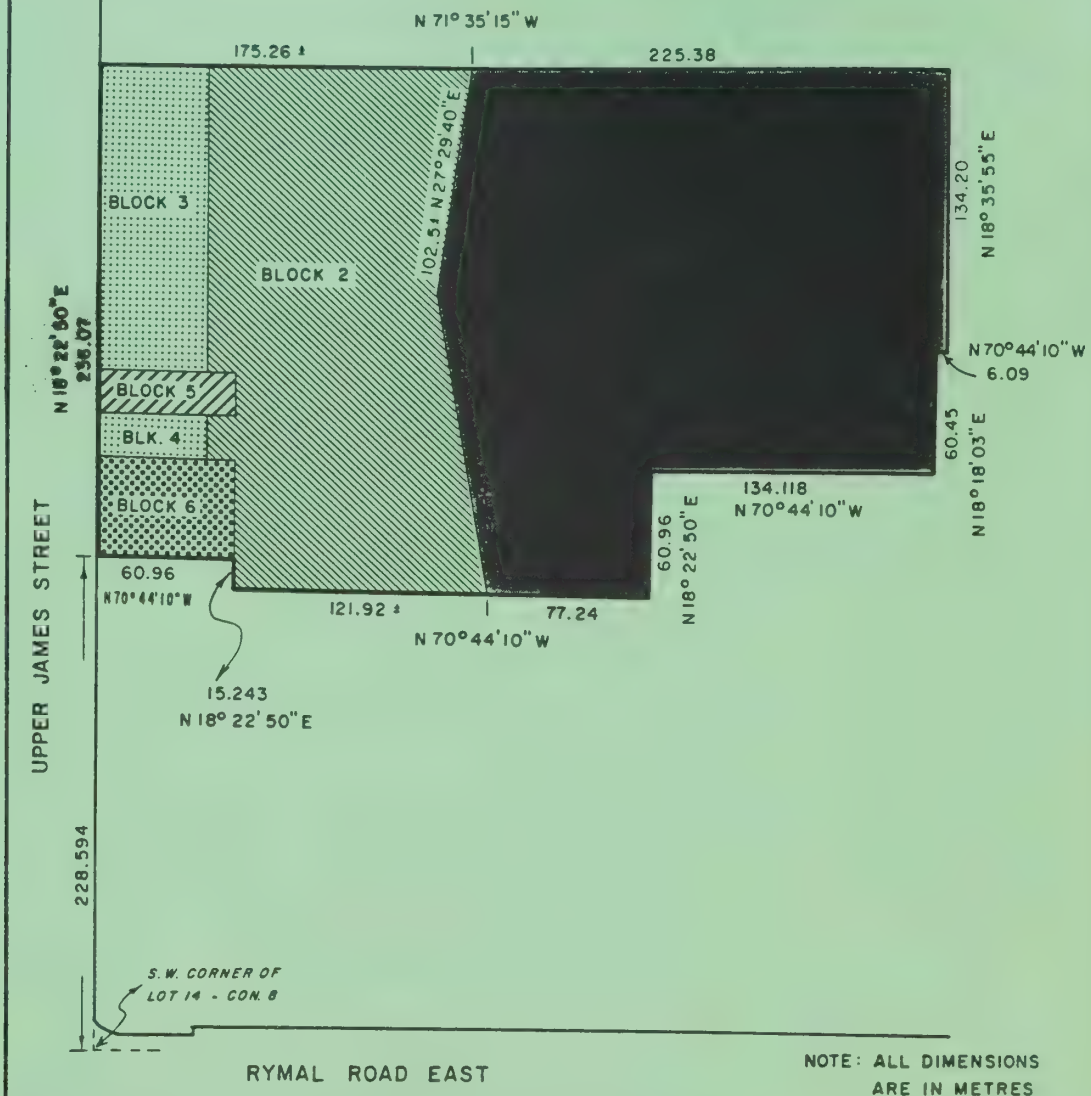 N 71° 35' 15" W
175.26 ±
225.38
102.5± N 27° 29' 40" E
134.20
N 18° 35' 55" E
BLOCK 3
BLOCK 2
N 18° 22' 50" E
N 70° 44' 10" W
6.09
BLOCK 5
BLK. 4
60.45
N 18° 18' 03" E
134.118
N 70° 44' 10" W
BLOCK 6
60.96
N 18° 22' 50" E
60.96
N 70° 44' 10" W
121.92 ±
77.24
N 70° 44' 10" W
15.243
N 18° 22' 50" E
UPPER JAMES STREET
228.594
S.W. CORNER OF
LOT 14 - CON. 8
RYMAL ROAD EAST
NOTE: ALL DIMENSIONS
ARE IN METRES